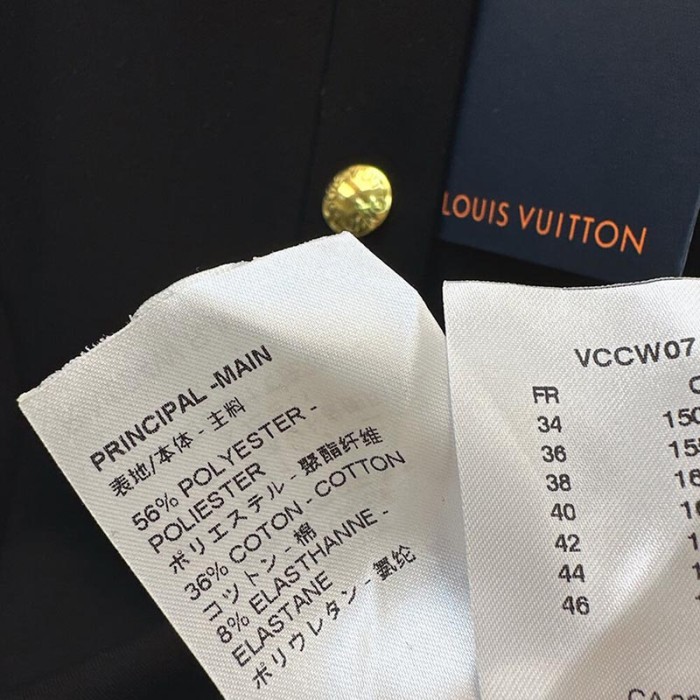 LOUIS VUITTON
PRINCIPAL -MAIN
表地/本体 - 主料
56% POLYESTER -
POLIESTER
ポリエステル - 聚酯纤维
36% COTON - COTTON
コットン - 棉
8% ELASTHANNE -
ELASTANE
ポリウレタン - 氨纶
VCCW07
FR
34
36
38
40
42
44
46